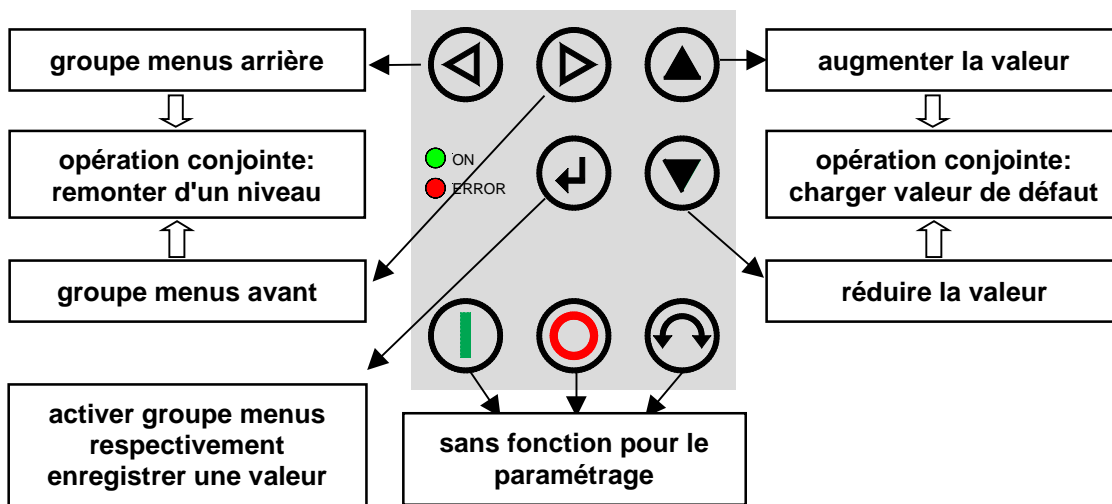 groupe menus arrière
augmenter la valeur
opération conjointe:
remonter d'un niveau
ON
ERROR
opération conjointe:
charger valeur de défaut
groupe menus avant
réduire la valeur
activer groupe menus
respectivement
enregistrer une valeur
sans fonction pour le
paramétrage